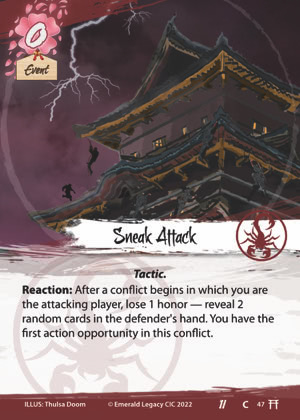 0
Event
Sneak Attack
Tactic.
Reaction: After a conflict begins in which you are
the attacking player, lose 1 honor — reveal 2
random cards in the defender's hand. You have the
first action opportunity in this conflict.
ILLUS: Thulsa Doom © Emerald Legacy CIC 2022 C 47